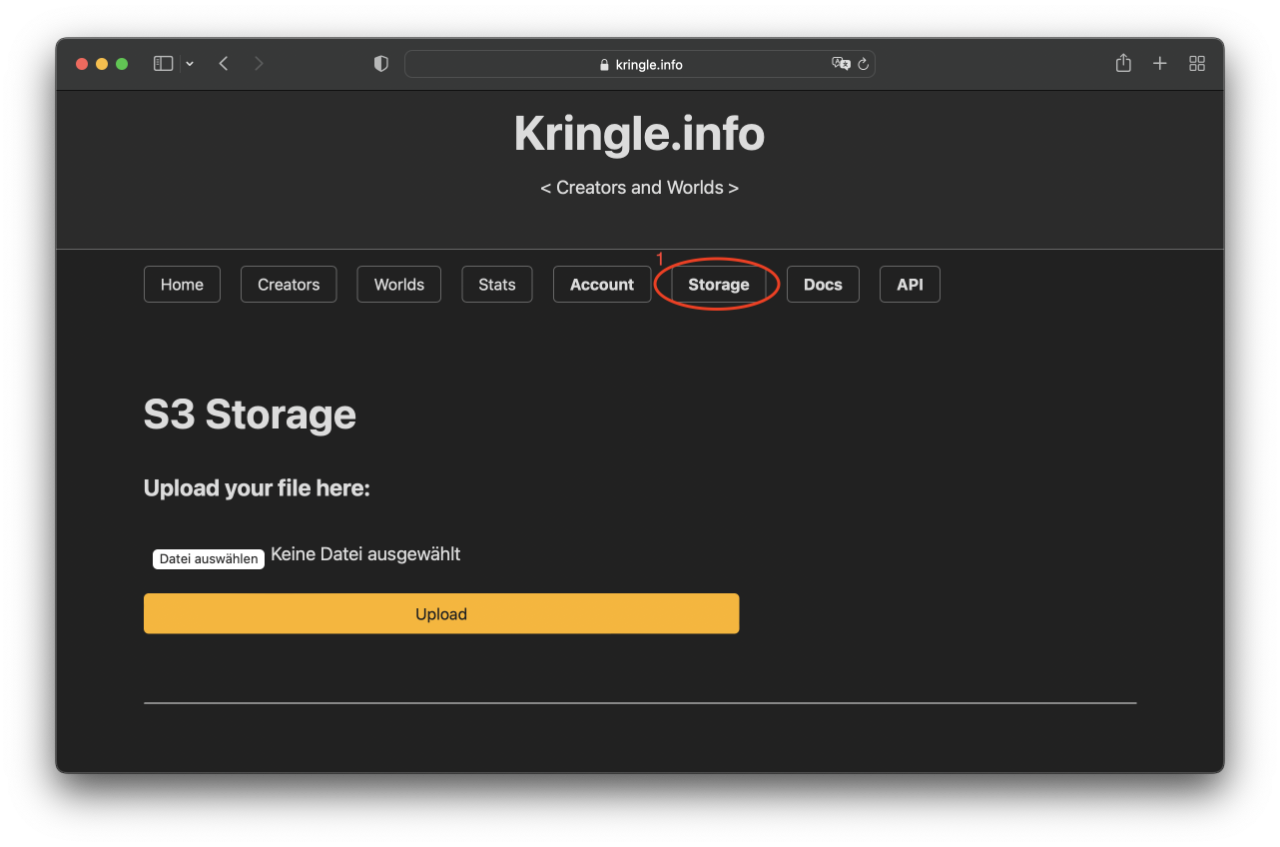 kringle.info
Kringle.info
< Creators and Worlds >
1
Home Creators Worlds Stats Account Storage Docs API
S3 Storage
Upload your file here:
Datei auswählen Keine Datei ausgewählt
Upload